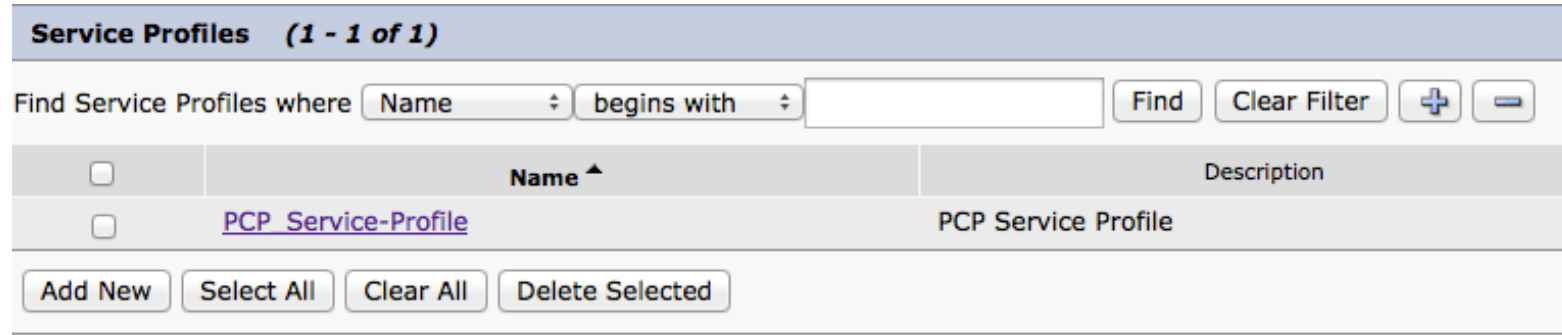 Service Profiles (1 - 1 of 1)
Find Service Profiles where Name begins with Find Clear Filter
Name Description
PCP_Service-Profile PCP Service Profile
Add New Select All Clear All Delete Selected